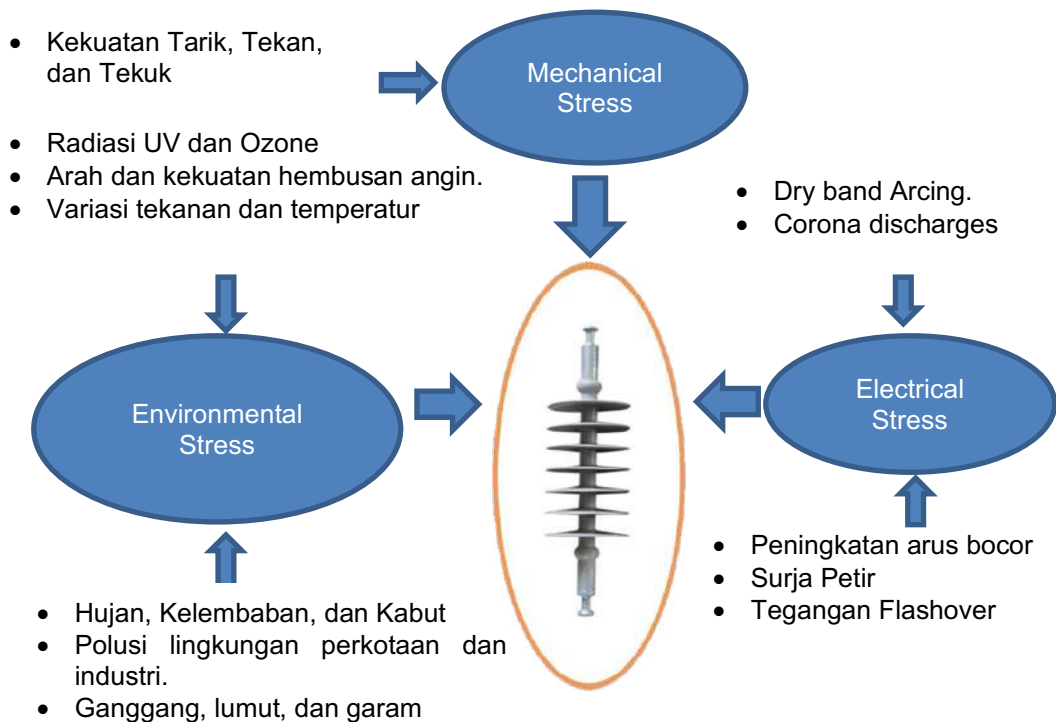 • Kekuatan Tarik, Tekan,
dan Tekuk
Mechanical
Stress
• Radiasi UV dan Ozone
• Arah dan kekuatan hembusan angin.
• Variasi tekanan dan temperatur
• Dry band Arcing.
• Corona discharges
Environmental
Stress
Electrical
Stress
• Peningkatan arus bocor
• Surja Petir
• Tegangan Flashover
• Hujan, Kelembaban, dan Kabut
• Polusi lingkungan perkotaan dan
industri.
• Ganggang, lumut, dan garam